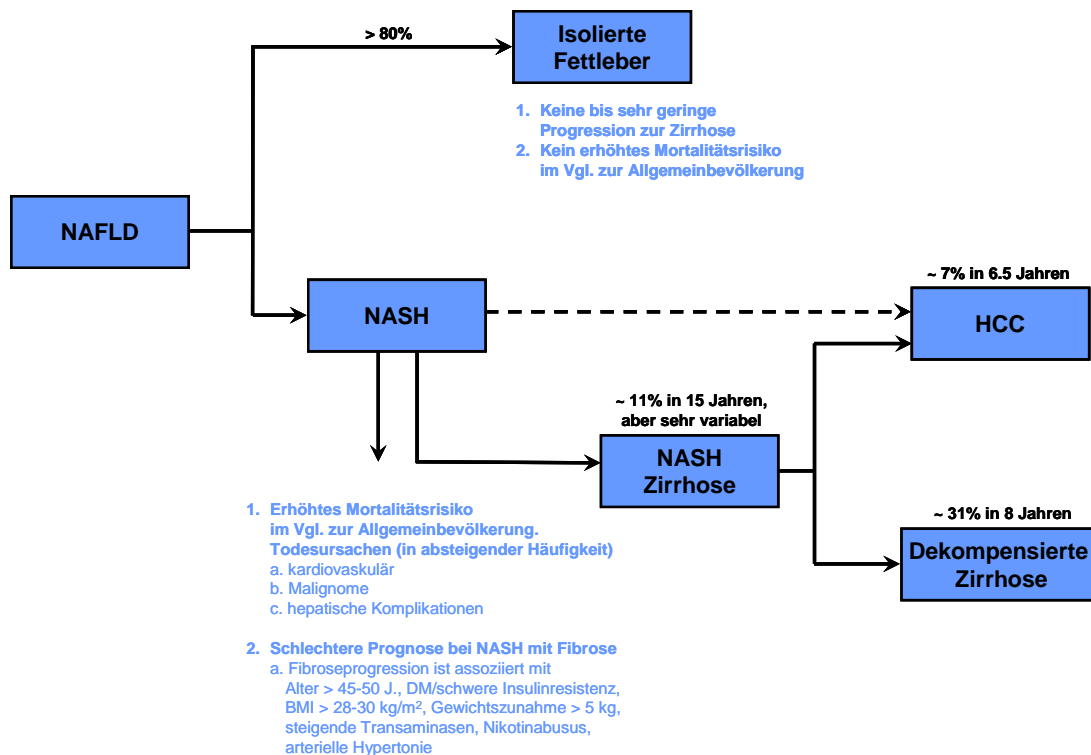 > 80%
Isolierte
Fettleber
1. Keine bis sehr geringe
Progression zur Zirrhose
2. Kein erhöhtes Mortalitätsrisiko
im Vgl. zur Allgemeinbevölkerung
NAFLD
NASH
~ 7% in 6.5 Jahren
HCC
~ 11% in 15 Jahren,
aber sehr variabel
NASH
Zirrhose
~ 31% in 8 Jahren
Dekompensierte
Zirrhose
1. Erhöhtes Mortalitätsrisiko
im Vgl. zur Allgemeinbevölkerung.
Todesursachen (in absteigender Häufigkeit)
a. kardiovaskulär
b. Malignome
c. hepatische Komplikationen
2. Schlechtere Prognose bei NASH mit Fibrose
a. Fibroseprogression ist assoziiert mit
Alter > 45-50 J., DM/schwere Insulinresistenz,
BMI > 28-30 kg/m², Gewichtszunahme > 5 kg,
steigende Transaminasen, Nikotinabusus,
arterielle Hypertonie